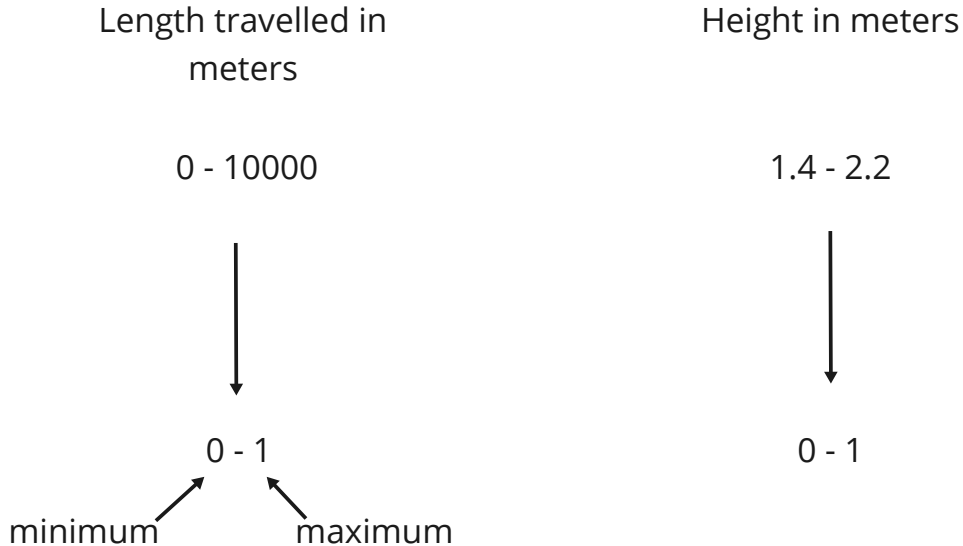 Length travelled in
meters
Height in meters
0 - 10000
1.4 - 2.2
0 - 1
0 - 1
minimum
maximum